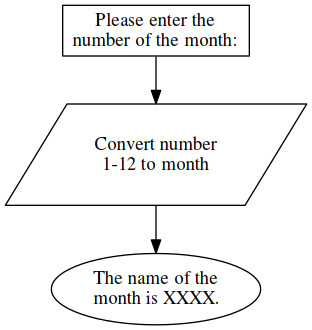 Please enter the
number of the month:
Convert number
1-12 to month
The name of the
month is XXXX.